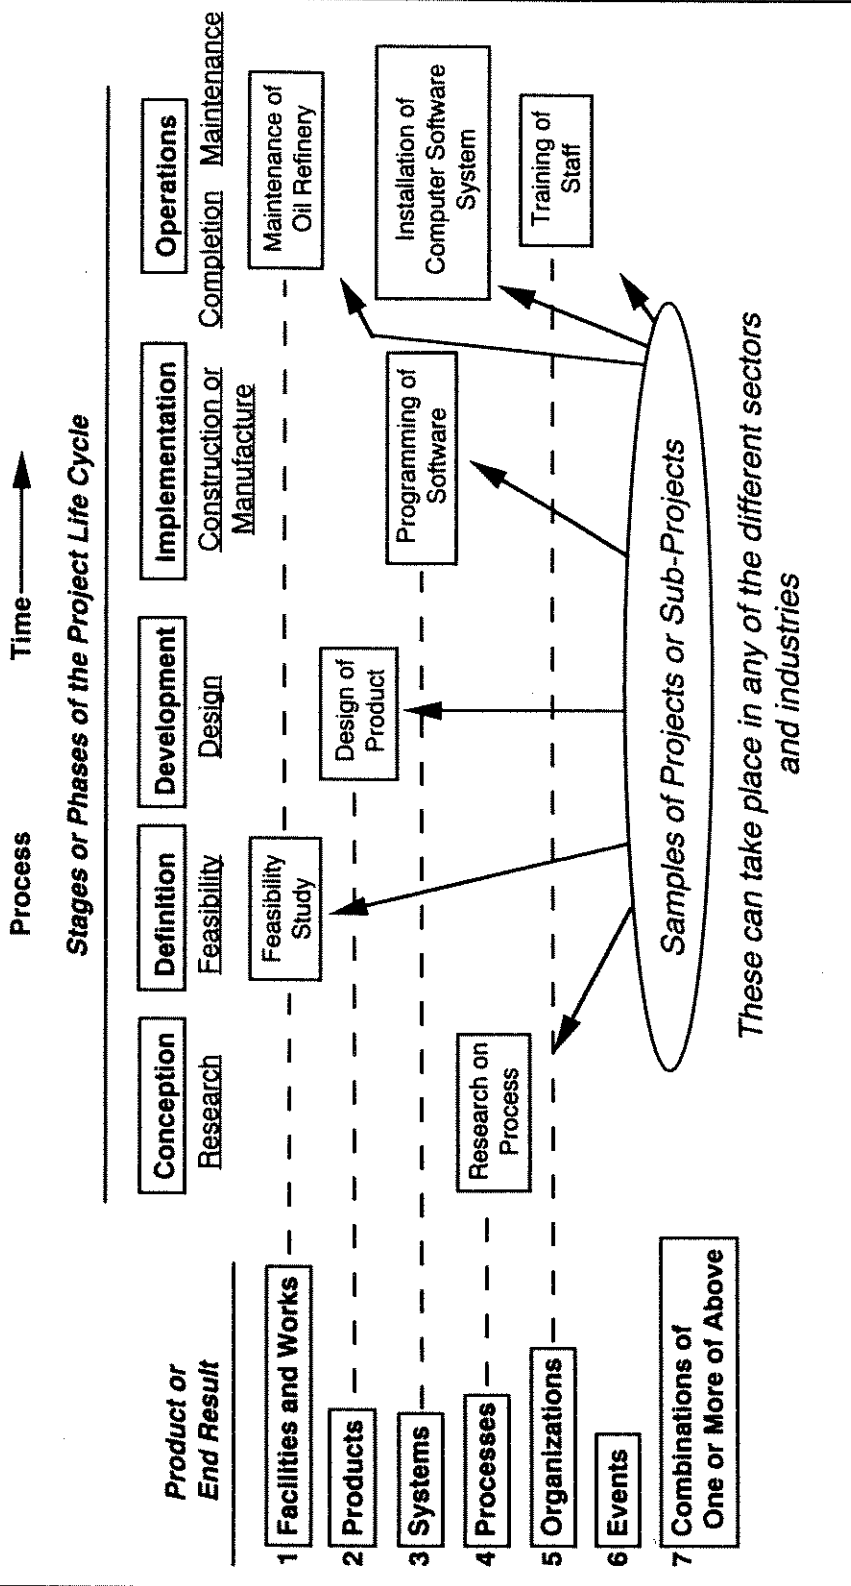 Process Time
Stages or Phases of the Project Life Cycle
Product or
End Result
Conception Definition Development Implementation Operations
Research Feasibility Design Construction or
Manufacture
Completion Maintenance
1 Facilities and Works
Feasibility
Study
Maintenance of
Oil Refinery
2 Products
Design of
Product
3 Systems
Programming of
Software
Installation of
Computer Software
System
4 Processes
Research on
Process
5 Organizations
Training of
Staff
6 Events
7 Combinations of
One or More of Above
Samples of Projects or Sub-Projects
These can take place in any of the different sectors
and industries